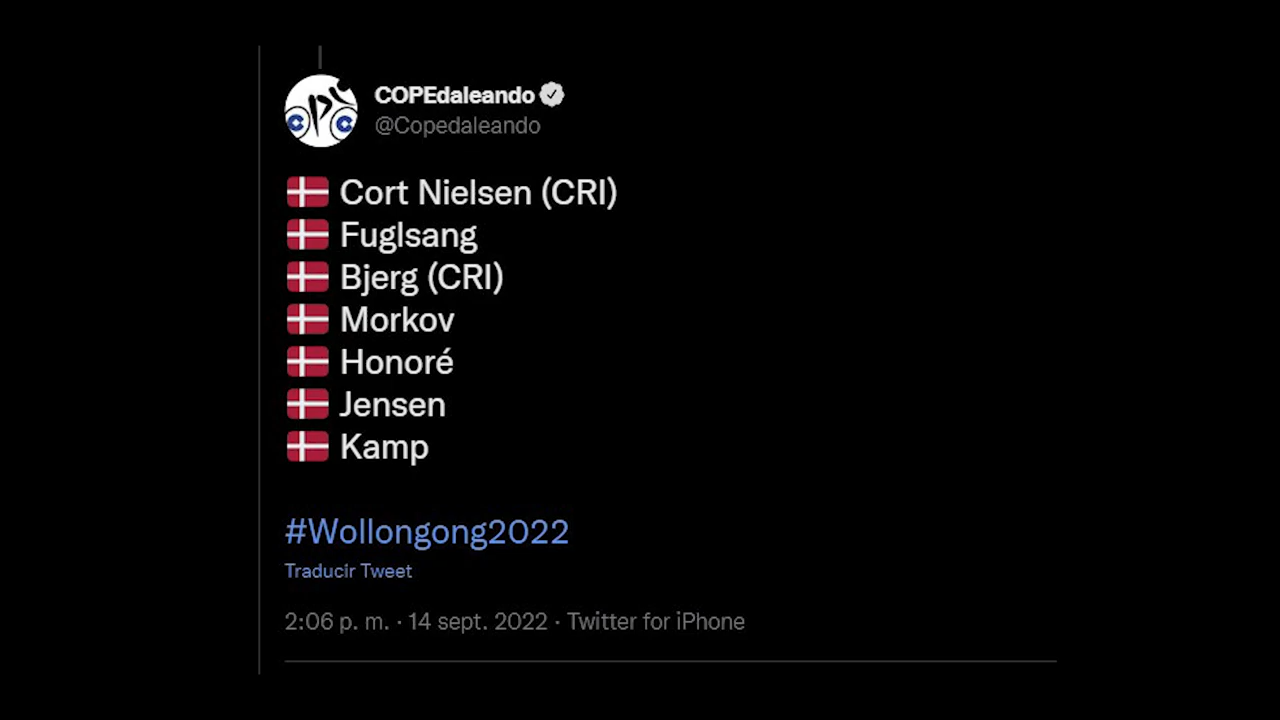 COPEdaleando
@Copedaleando
🇩🇰 Cort Nielsen (CRI)
🇩🇰 Fuglsang
🇩🇰 Bjerg (CRI)
🇩🇰 Morkov
🇩🇰 Honoré
🇩🇰 Jensen
🇩🇰 Kamp
#Wollongong2022
Traducir Tweet
2:06 p. m. · 14 sept. 2022 · Twitter for iPhone